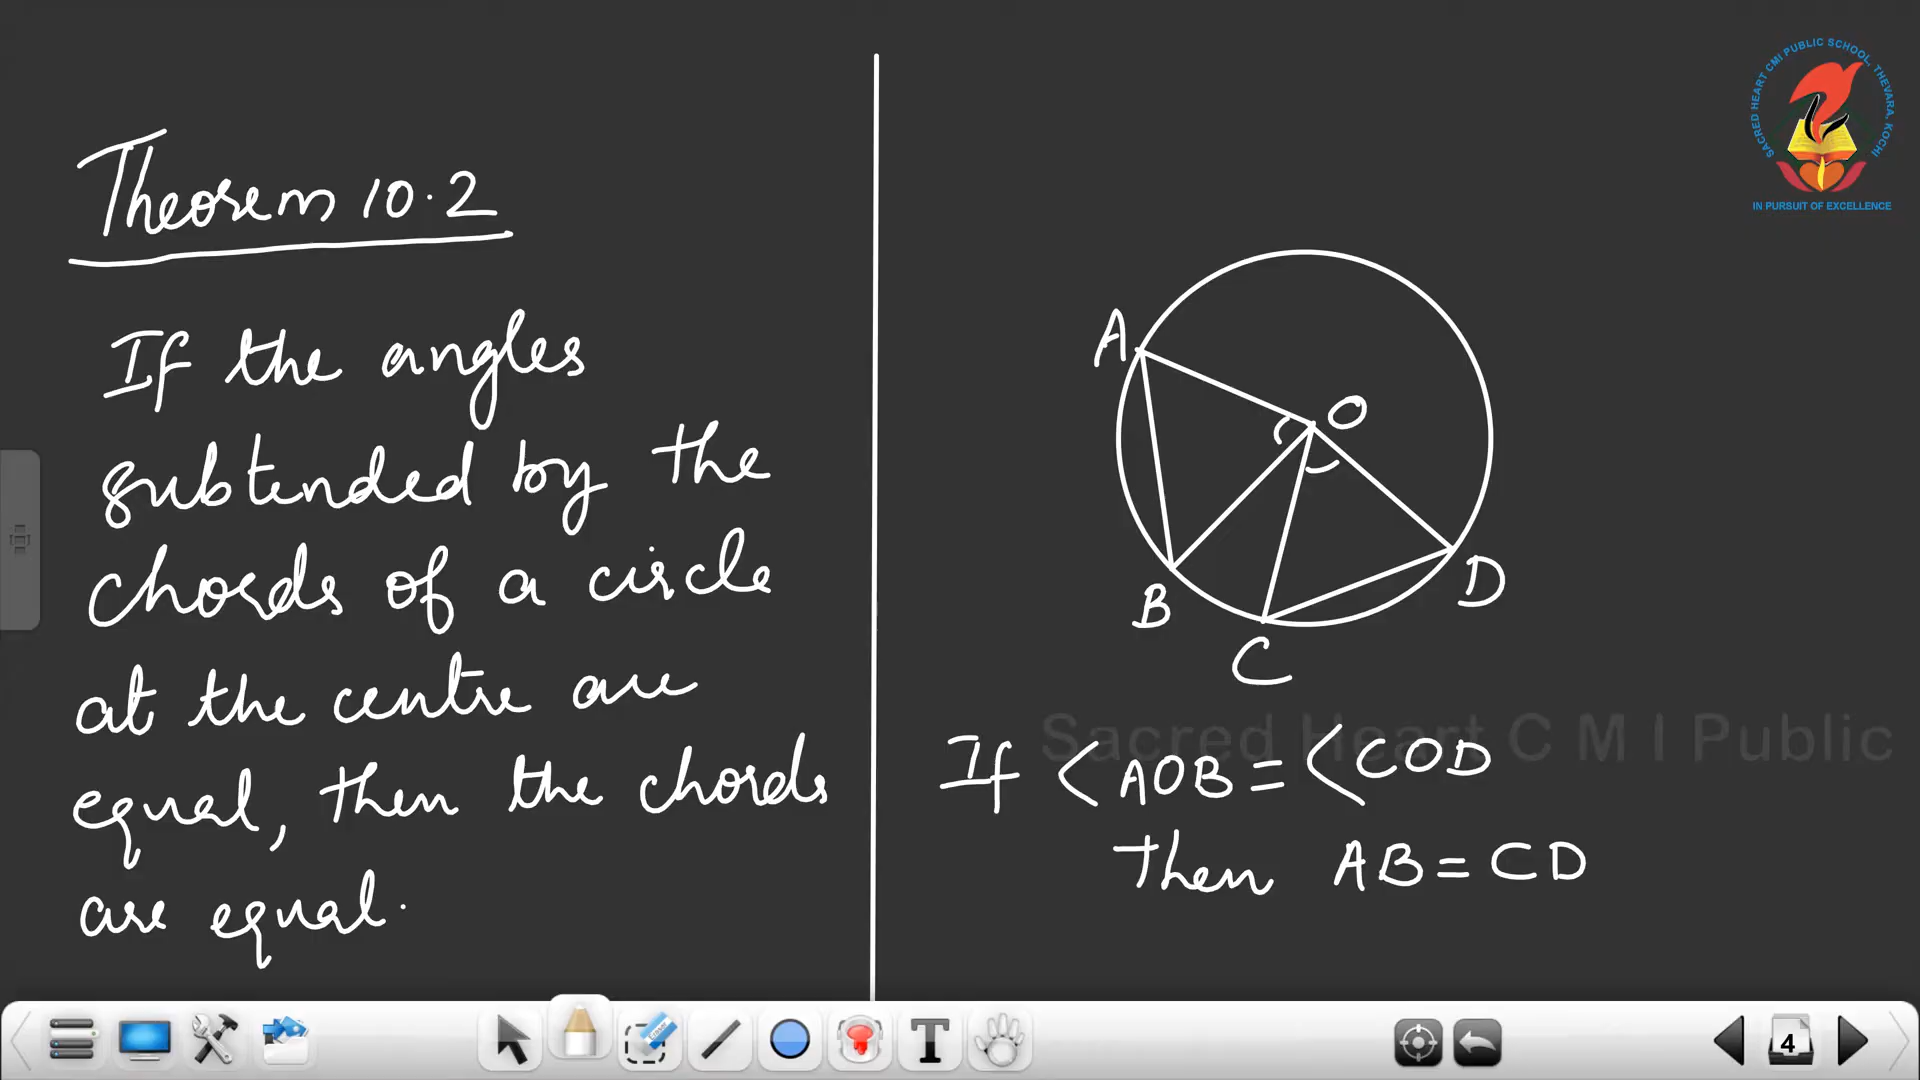 Theorem 10.2
If the angles
subtended by the
chords of a circle
at the centre are
equal, then the chords
are equal.
SACRED HEART CMI PUBLIC SCHOOL, THEVARA, KOCHI
IN PURSUIT OF EXCELLENCE
A
O
B
D
C
Sacred Heart C M I Public
If <AOB = <COD
Then AB = CD
T
4